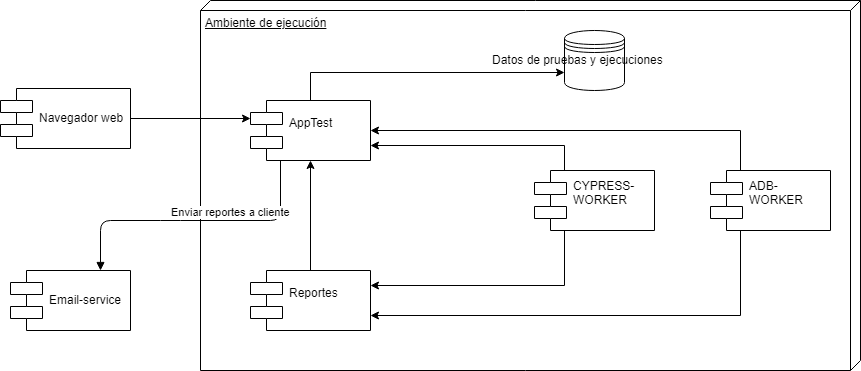 Ambiente de ejecución
Datos de pruebas y ejecuciones
Navegador web
AppTest
CYPRESS-
WORKER
ADB-
WORKER
Enviar reportes a cliente
Email-service
Reportes